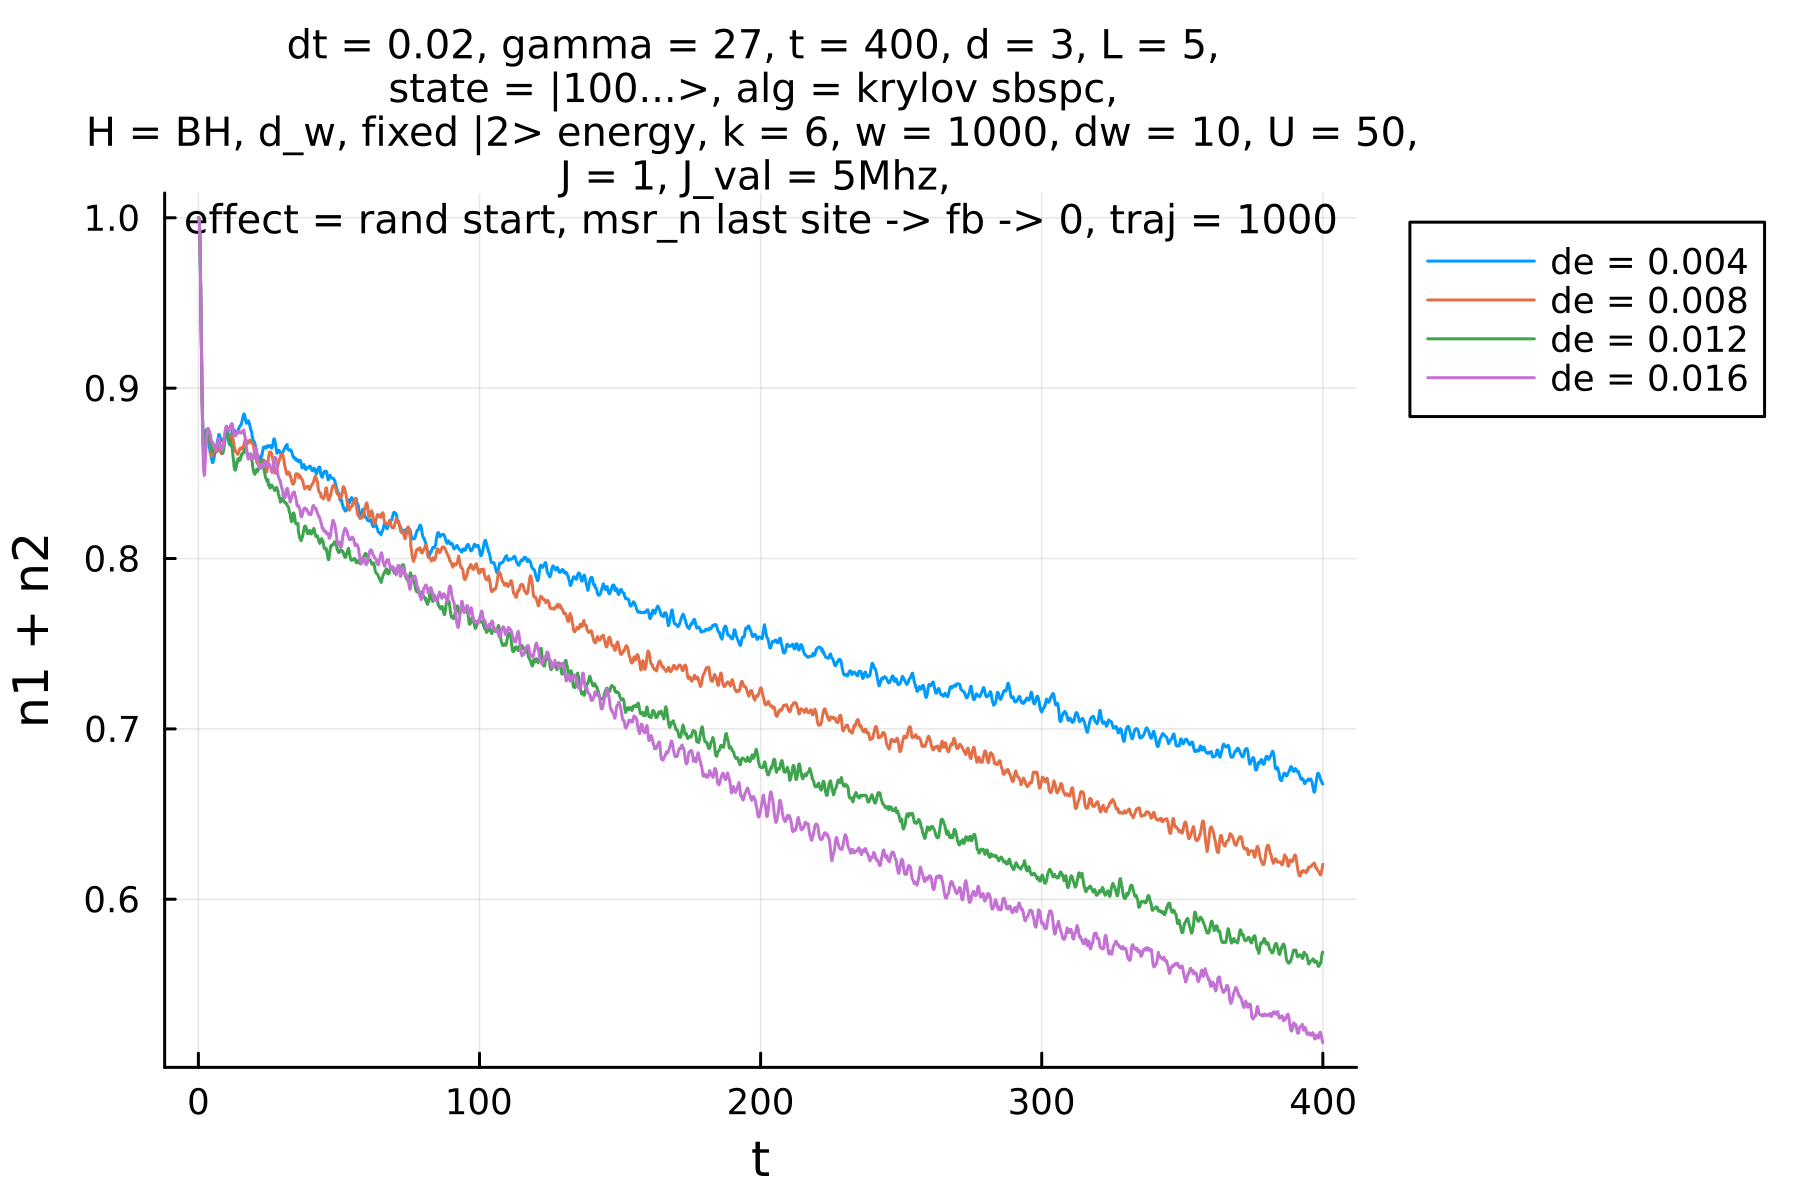 dt = 0.02, gamma = 27, t = 400, d = 3, L = 5,
state = |100...>, alg = krylov sbspc,
H = BH, d_w, fixed |2> energy, k = 6, w = 1000, dw = 10, U = 50,
J = 1, J_val = 5Mhz,
effect = rand start, msr_n last site -> fb -> 0, traj = 1000
de = 0.004
de = 0.008
de = 0.012
de = 0.016
n1 + n2
1.0
0.9
0.8
0.7
0.6
0 100 200 300 400
t